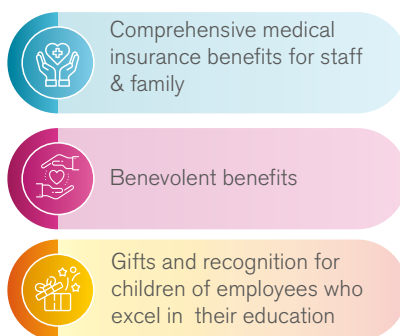 Comprehensive medical
insurance benefits for staff
& family
Benevolent benefits
Gifts and recognition for
children of employees who
excel in their education